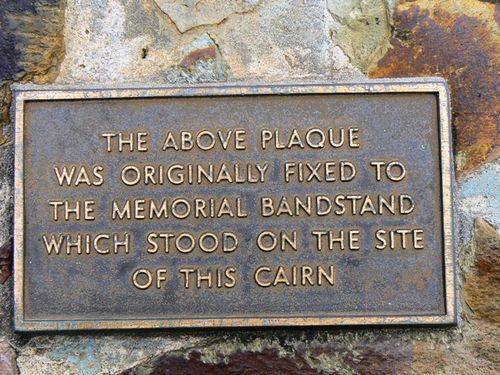 THE ABOVE PLAQUE
WAS ORIGINALLY FIXED TO
THE MEMORIAL BANDSTAND
WHICH STOOD ON THE SITE
OF THIS CAIRN